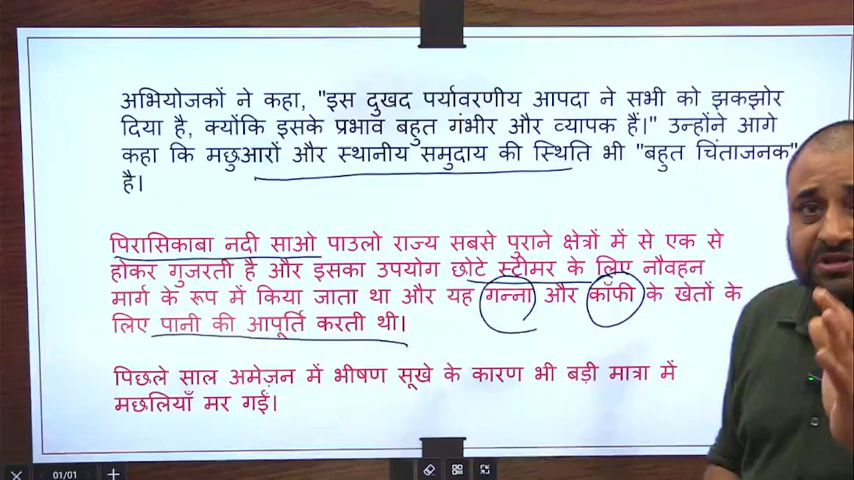 अभियोजकों ने कहा, "इस दुखद पर्यावरणीय आपदा ने सभी को झकझोर
दिया है, क्योंकि इसके प्रभाव बहुत गंभीर और व्यापक हैं।" उन्होंने आगे
कहा कि मछुआरों और स्थानीय समुदाय की स्थिति भी "बहुत चिंताजनक"
है।
पिरासिकाबा नदी साओ पाउलो राज्य सबसे पुराने क्षेत्रों में से एक से
होकर गुजरती है और इसका उपयोग छोटे स्टीमर के लिए नौवहन
मार्ग के रूप में किया जाता था और यह गन्ना और कॉफी के खेतों के
लिए पानी की आपूर्ति करती थी।
पिछले साल अमेज़न में भीषण सूखे के कारण भी बड़ी मात्रा में
मछलियाँ मर गईं।
01/01